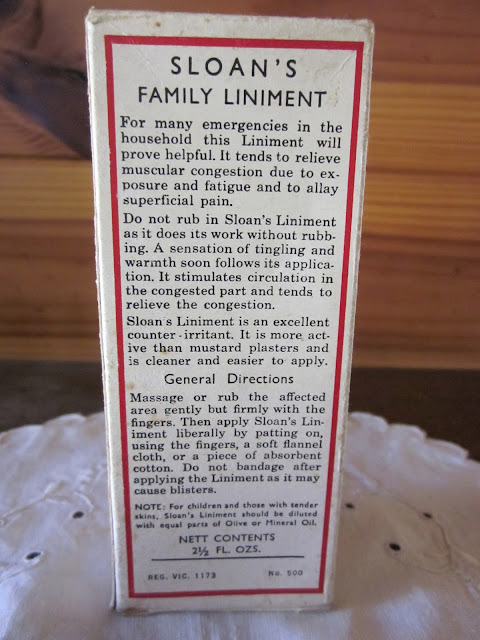 SLOAN'S
FAMILY LINIMENT
For many emergencies in the
household this Liniment will
prove helpful. It tends to relieve
muscular congestion due to ex-
posure and fatigue and to allay
superficial pain.
Do not rub in Sloan's Liniment
as it does its work without rubb-
ing. A sensation of tingling and
warmth soon follows its applica-
tion. It stimulates circulation in
the congested part and tends to
relieve the congestion.
Sloan's Liniment is an excellent
counter-irritant. It is more act-
ive than mustard plasters and
is cleaner and easier to apply.
General Directions
Massage or rub the affected
area gently but firmly with the
fingers. Then apply Sloan's Lin-
iment liberally by patting on,
using the fingers, a soft flannel
cloth, or a piece of absorbent
cotton. Do not bandage after
applying the Liniment as it may
cause blisters.
NOTE: For children and those with tender
skins, Sloan's Liniment should be diluted
with equal parts of Olive or Mineral Oil.
NETT CONTENTS
2½ FL. OZS.
REG. VIC. 1173 No. 500